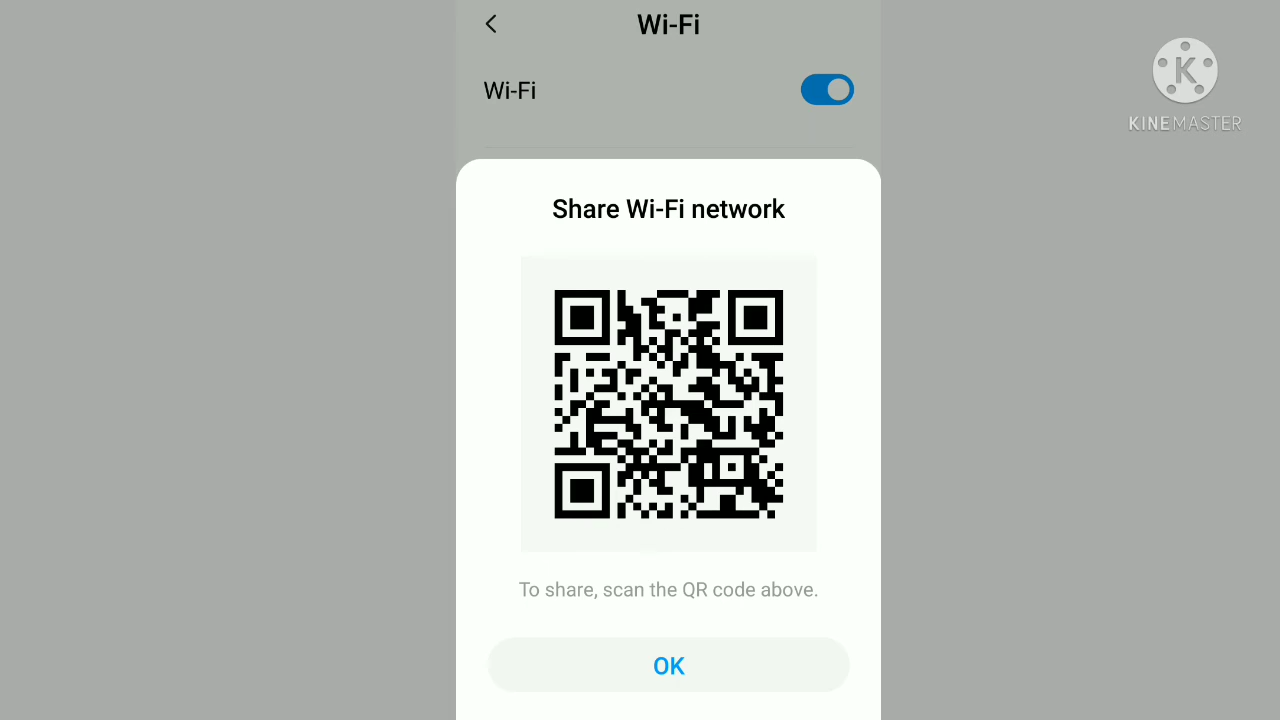 Wi-Fi
Wi-Fi
Share Wi-Fi network
To share, scan the QR code above.
OK
K
KINEMASTER